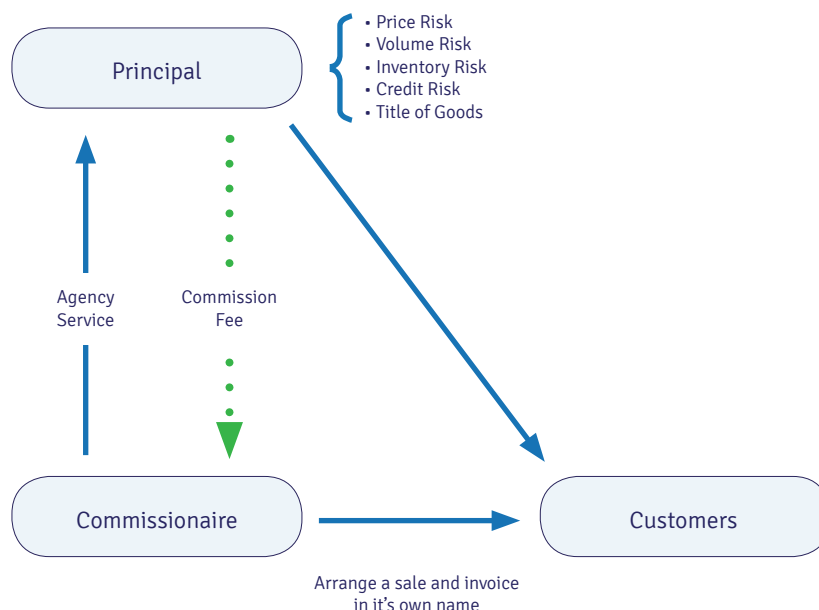 Principal
• Price Risk
• Volume Risk
• Inventory Risk
• Credit Risk
• Title of Goods
Agency
Service
Commission
Fee
Commissionaire
Customers
Arrange a sale and invoice
in it's own name